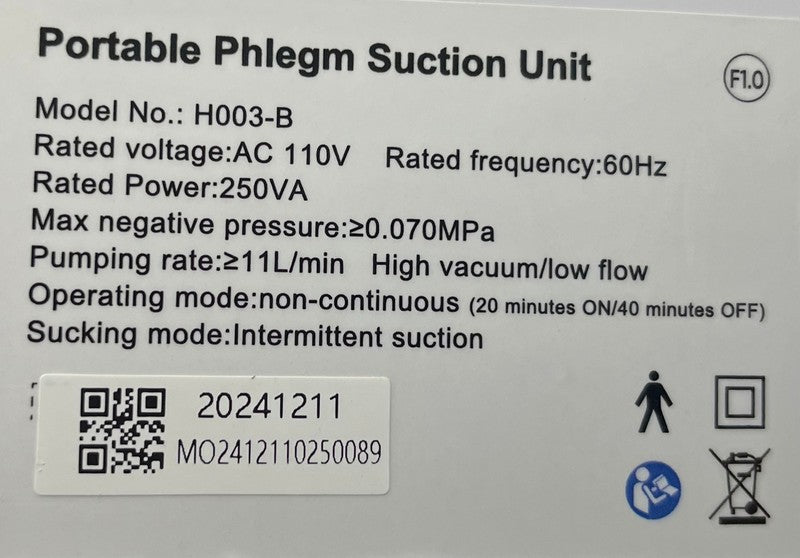 Portable Phlegm Suction Unit
F1.0
Model No.: H003-B
Rated voltage:AC 110V Rated frequency:60Hz
Rated Power:250VA
Max negative pressure:≥0.070MPa
Pumping rate:≥11L/min High vacuum/low flow
Operating mode:non-continuous (20 minutes ON/40 minutes OFF)
Sucking mode:Intermittent suction
20241211
MO2412110250089